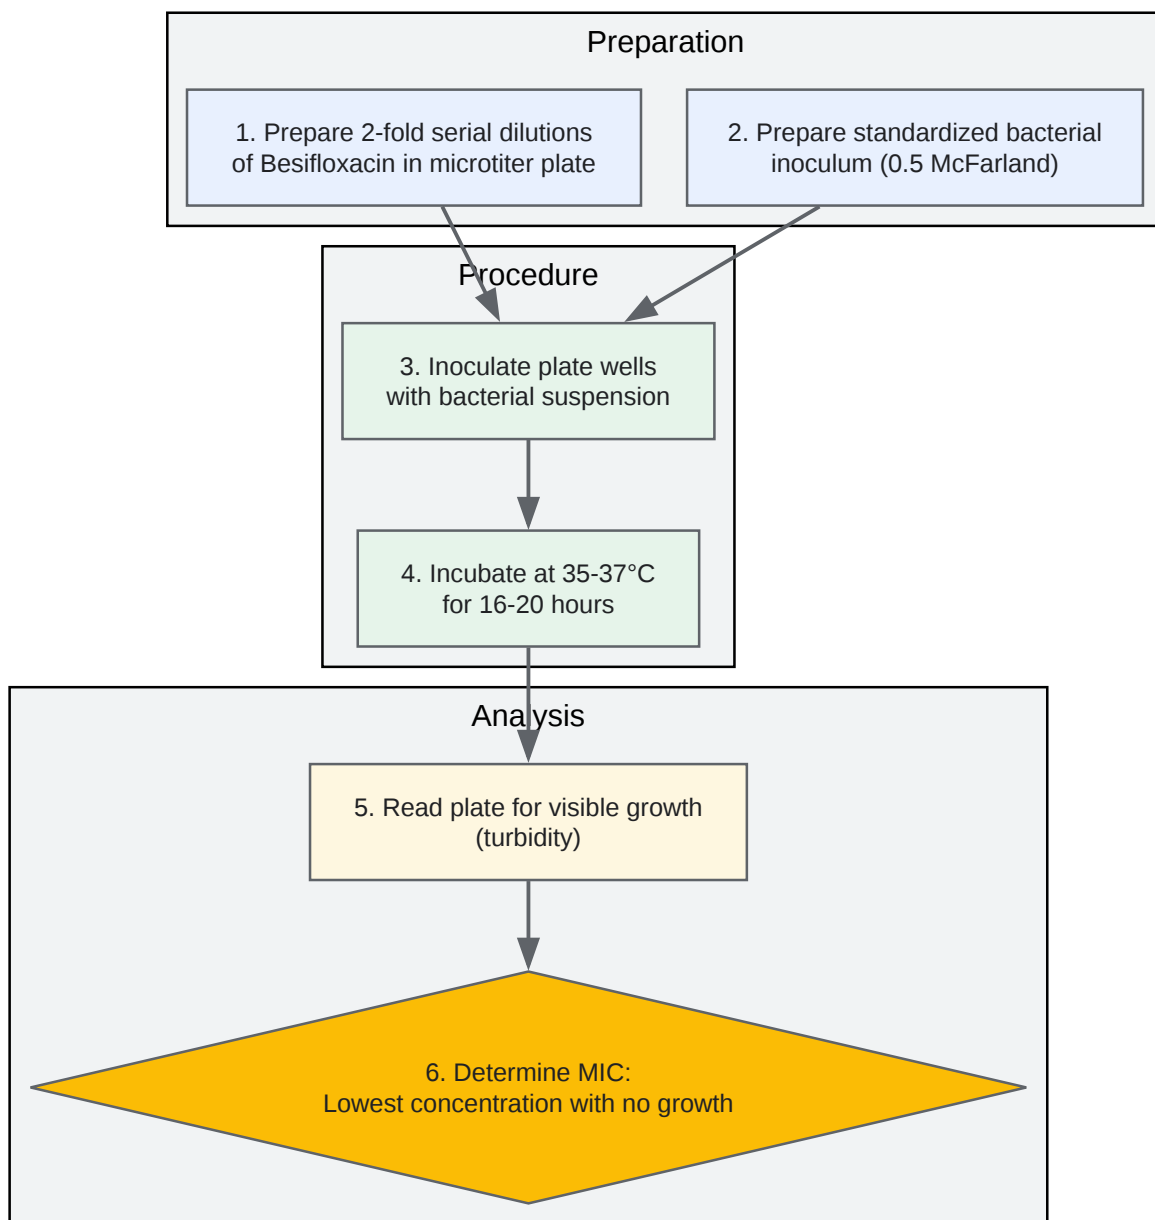 Preparation
1. Prepare 2-fold serial dilutions
of Besifloxacin in microtiter plate
2. Prepare standardized bacterial
inoculum (0.5 McFarland)
Procedure
3. Inoculate plate wells
with bacterial suspension
4. Incubate at 35-37°C
for 16-20 hours
Analysis
5. Read plate for visible growth
(turbidity)
6. Determine MIC:
Lowest concentration with no growth